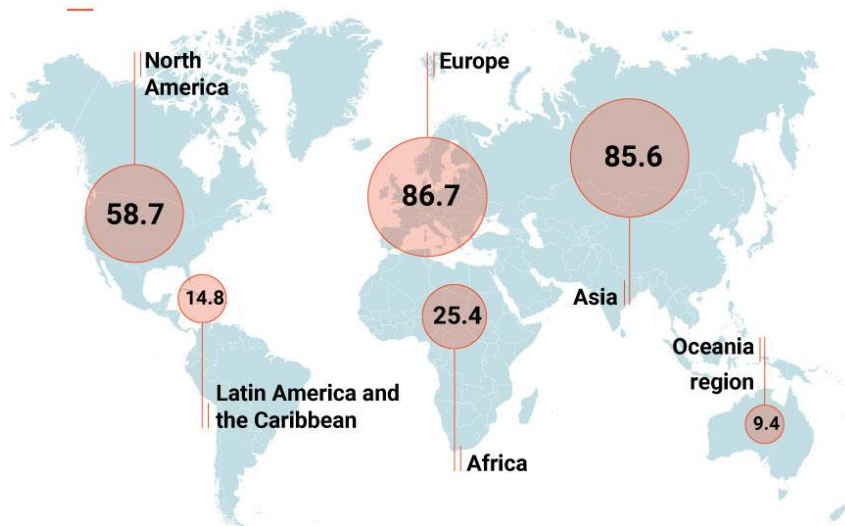 North
America
58.7
Europe
86.7
85.6
Asia
14.8
Latin America and
the Caribbean
25.4
Africa
Oceania
region
9.4